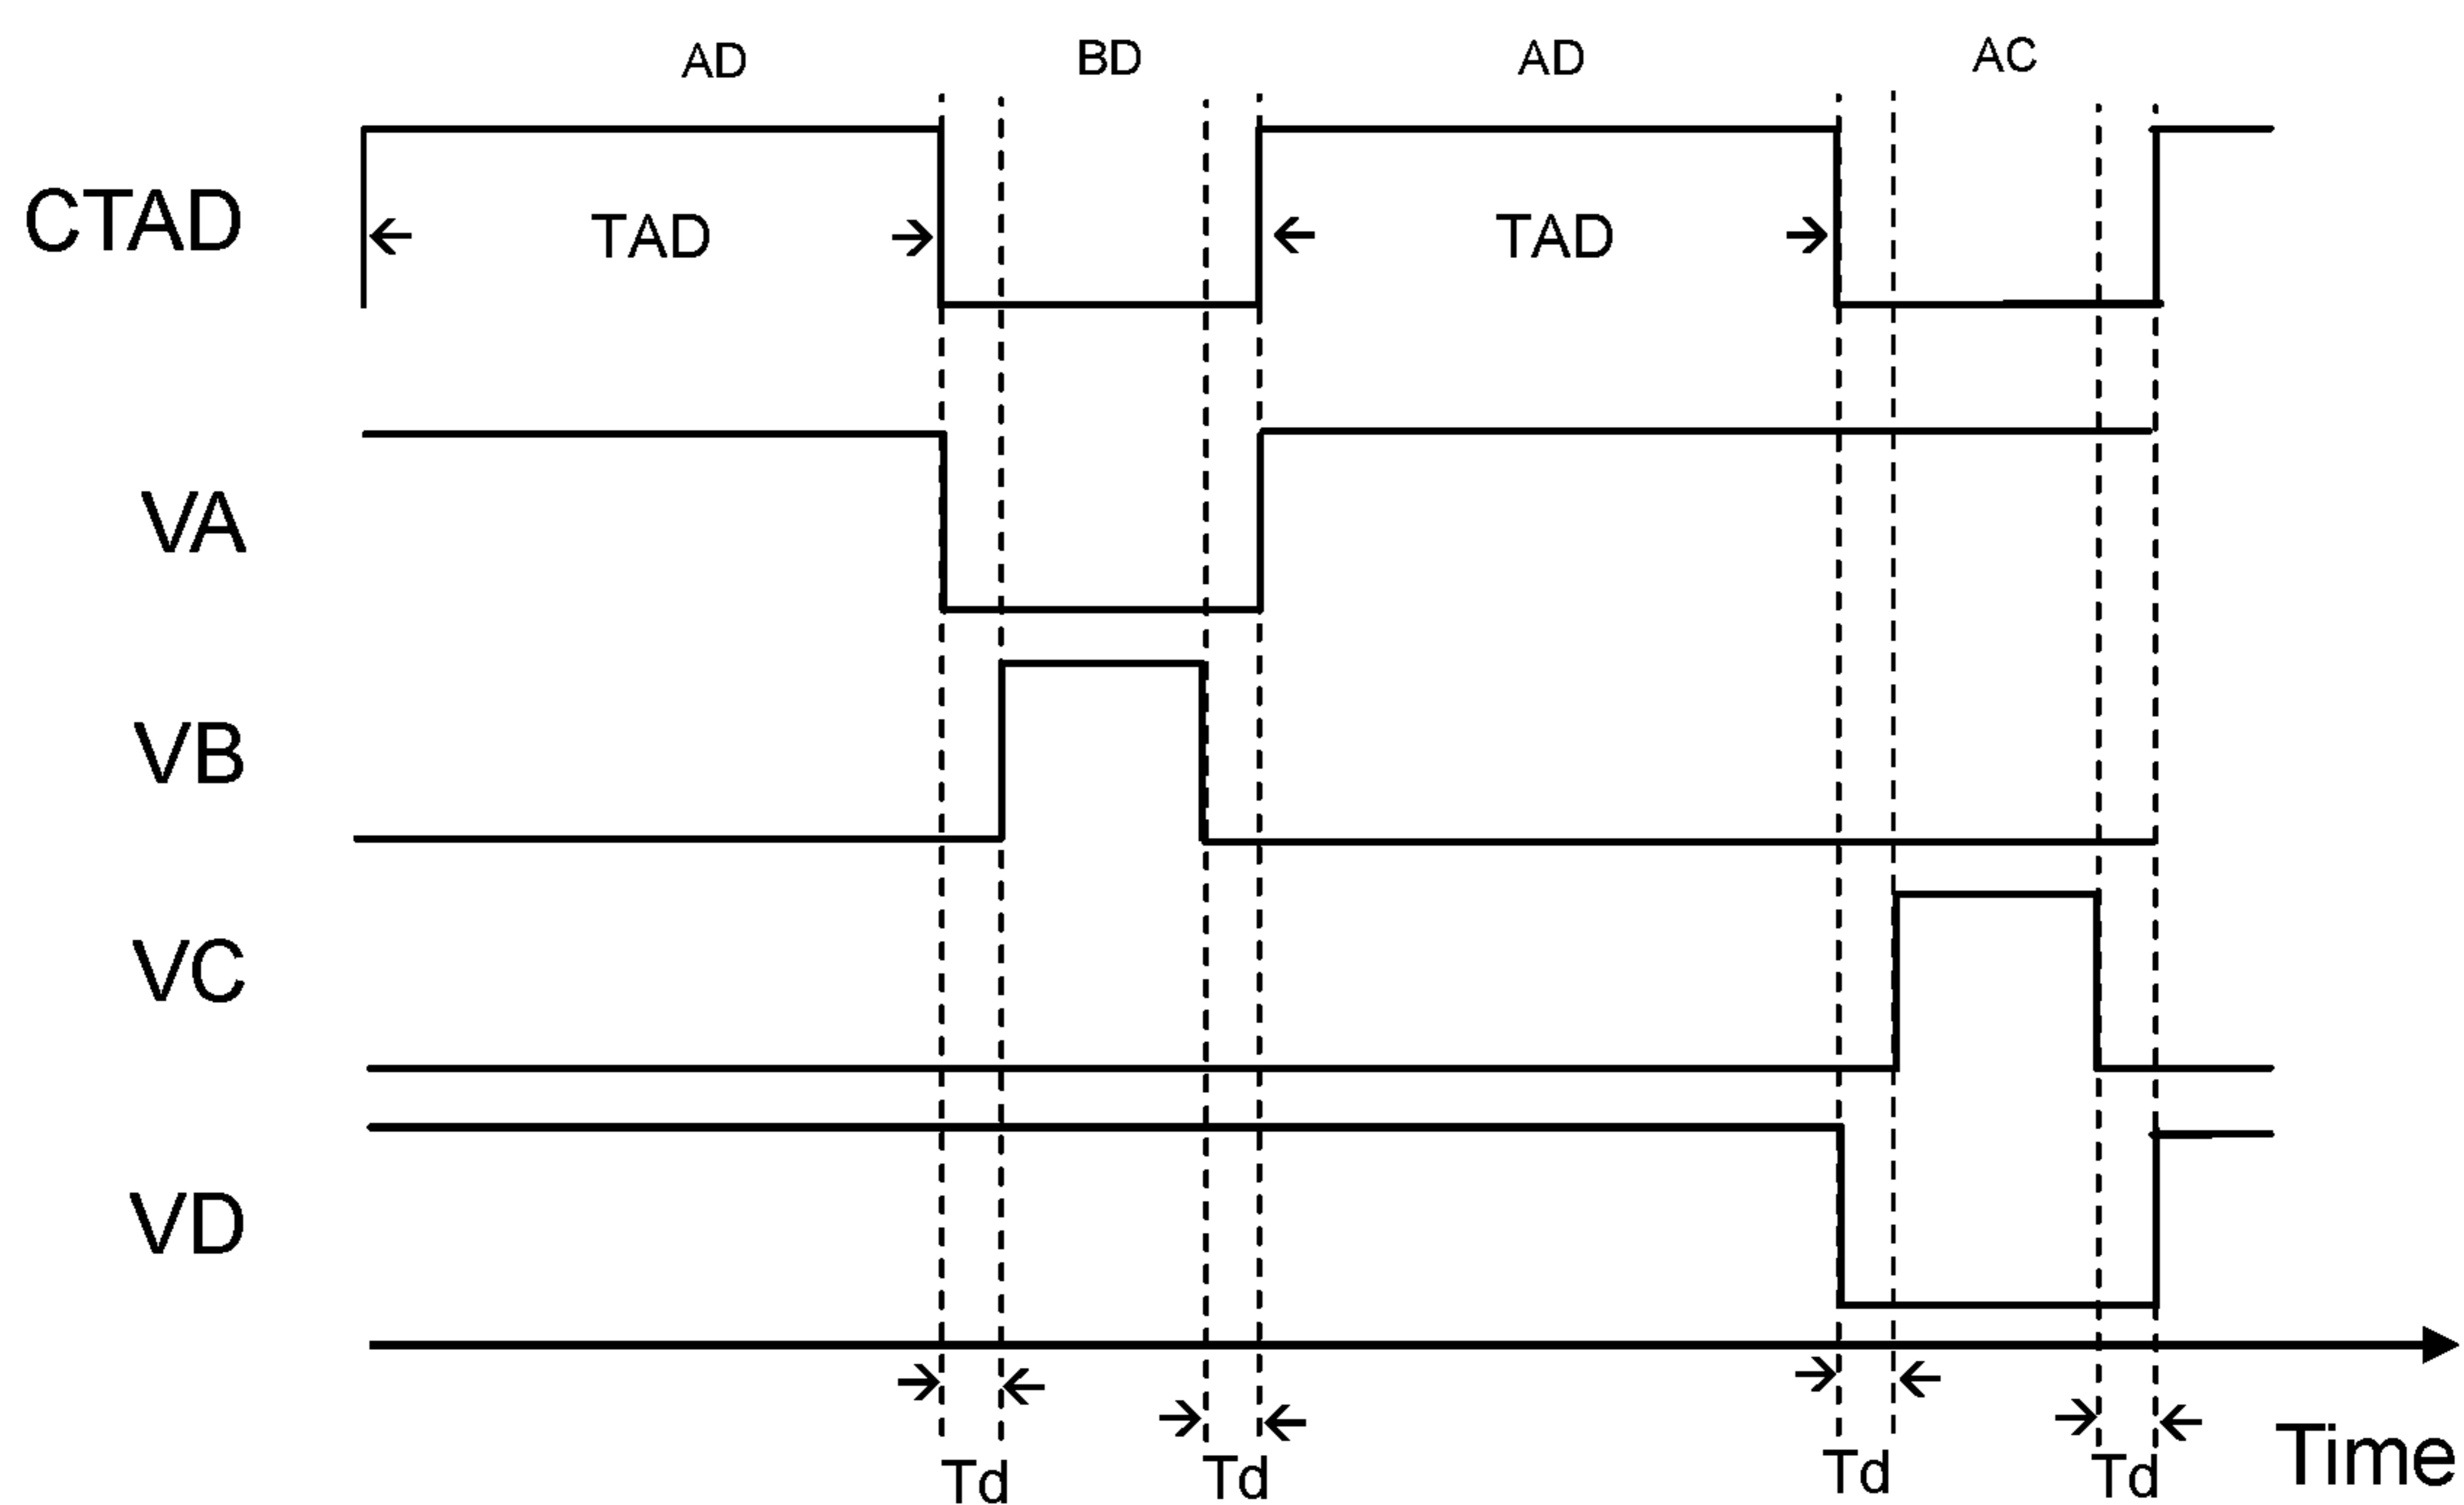 AD BD AD AC
CTAD TAD TAD
VA
VB
VC
VD
Td Td Td Td Time